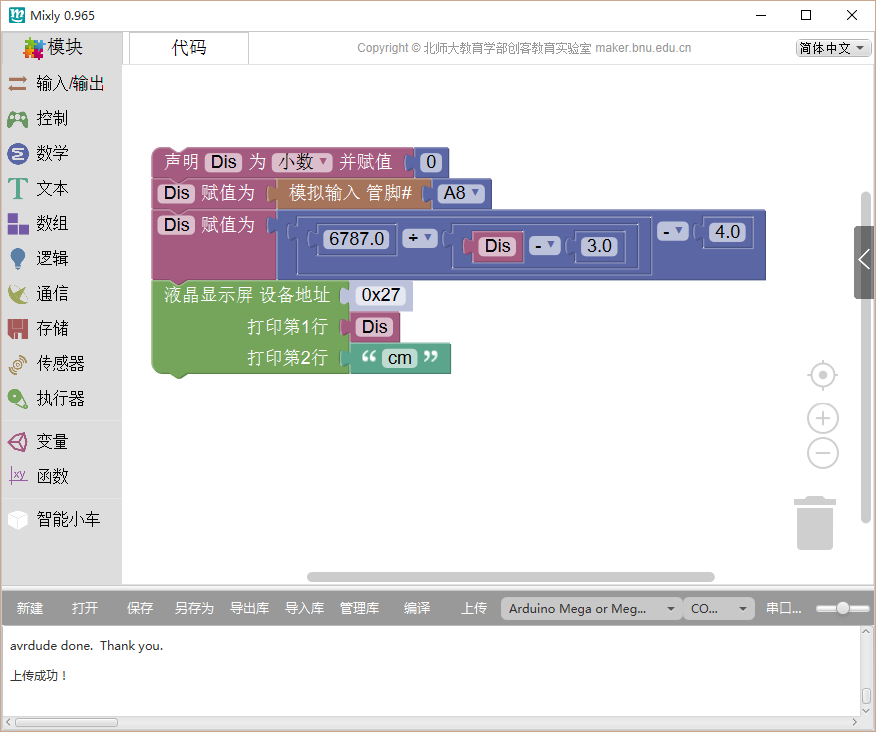 Mixly 0.965
模块
代码
Copyright © 北师大教育学部创客教育实验室 maker.bnu.edu.cn
简体中文
输入/输出
控制
数学
文本
数组
逻辑
通信
存储
传感器
执行器
变量
xy 函数
智能小车
声明 Dis 为 小数 并赋值 0
Dis 赋值为 模拟输入 管脚# A8
Dis 赋值为 6787.0 ÷ Dis - 3.0 - 4.0
液晶显示屏 设备地址 0x27
打印第1行 Dis
打印第2行 “ cm ”
新建 打开 保存 另存为 导出库 导入库 管理库 编译 上传 Arduino Mega or Meg... CO... 串口...
avrdude done. Thank you.
上传成功！